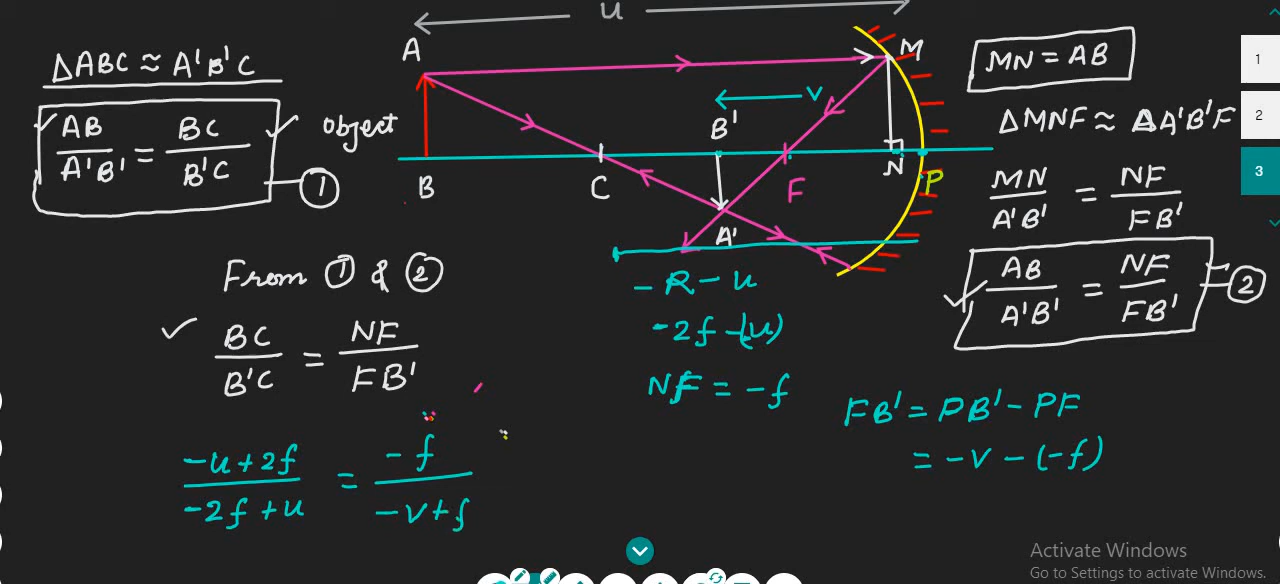 u
A
M
ΔABC ≈ A'B'C
MN = AB
1
AB/A'B' = BC/B'C
①
object
B'
v
ΔMNF ≈ ΔA'B'F
2
B
C
F
N
P
3
MN/A'B' = NF/FB'
A'
From ① & ②
- R - u
-2f -(u)
NF = -f
AB/A'B' = NF/FB'
②
BC/B'C = NF/FB'
FB' = PB' - PF
= -v - (-f)
-u+2f/-2f+u = -f/-v+f
Activate Windows
Go to Settings to activate Windows.